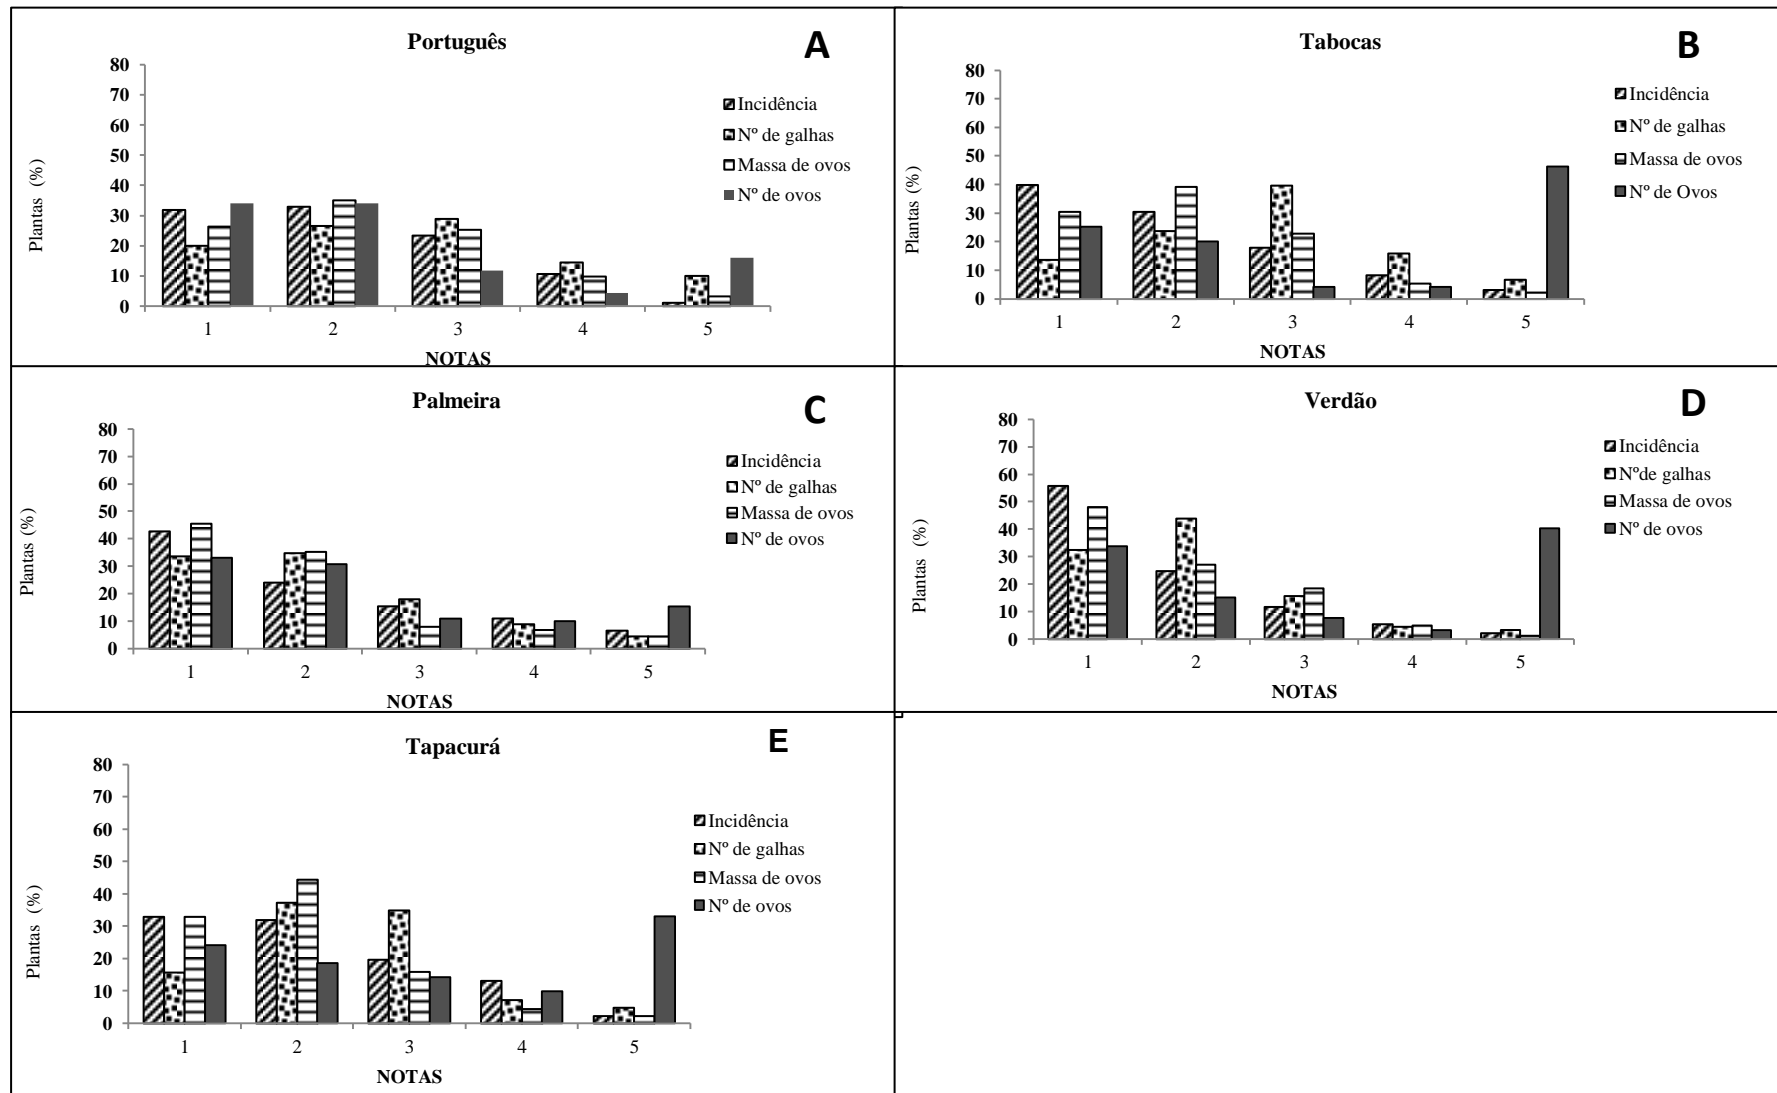 Português
A
80
70
60
50
40
30
20
10
0
Plantas (%)
1 2 3 4 5
NOTAS
Incidência
Nº de galhas
Massa de ovos
Nº de ovos
Tabocas
B
80
70
60
50
40
30
20
10
0
Plantas (%)
1 2 3 4 5
NOTAS
Incidência
Nº de galhas
Massa de ovos
Nº de Ovos
Palmeira
C
80
70
60
50
40
30
20
10
0
Plantas (%)
1 2 3 4 5
NOTAS
Incidência
Nº de galhas
Massa de ovos
Nº de ovos
Verdão
D
80
70
60
50
40
30
20
10
0
Plantas (%)
1 2 3 4 5
NOTAS
Incidência
Nºde galhas
Massa de ovos
Nº de ovos
Tapacurá
E
80
70
60
50
40
30
20
10
0
Plantas (%)
1 2 3 4 5
NOTAS
Incidência
Nº de galhas
Massa de ovos
Nº de ovos